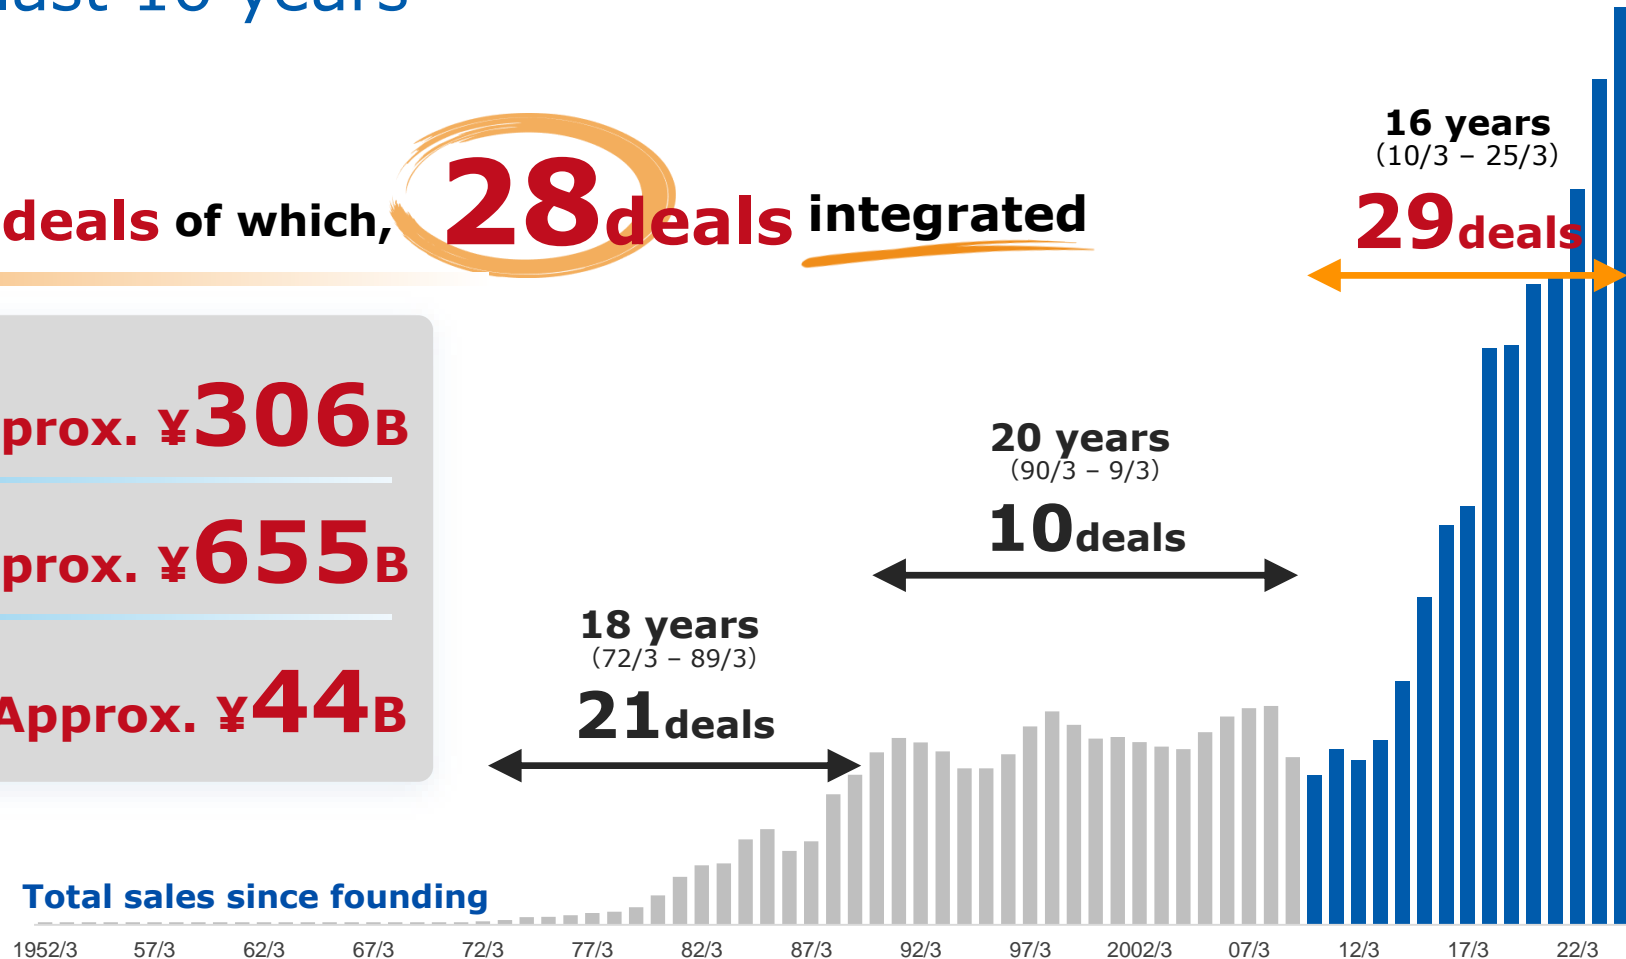 last 16 years
deals of which, 28deals integrated
16 years
（10/3 – 25/3）
29deals
prox. ¥306B
prox. ¥655B
Approx. ¥44B
20 years
（90/3 – 9/3）
10deals
18 years
（72/3 – 89/3）
21deals
Total sales since founding
1952/3 57/3 62/3 67/3 72/3 77/3 82/3 87/3 92/3 97/3 2002/3 07/3 12/3 17/3 22/3